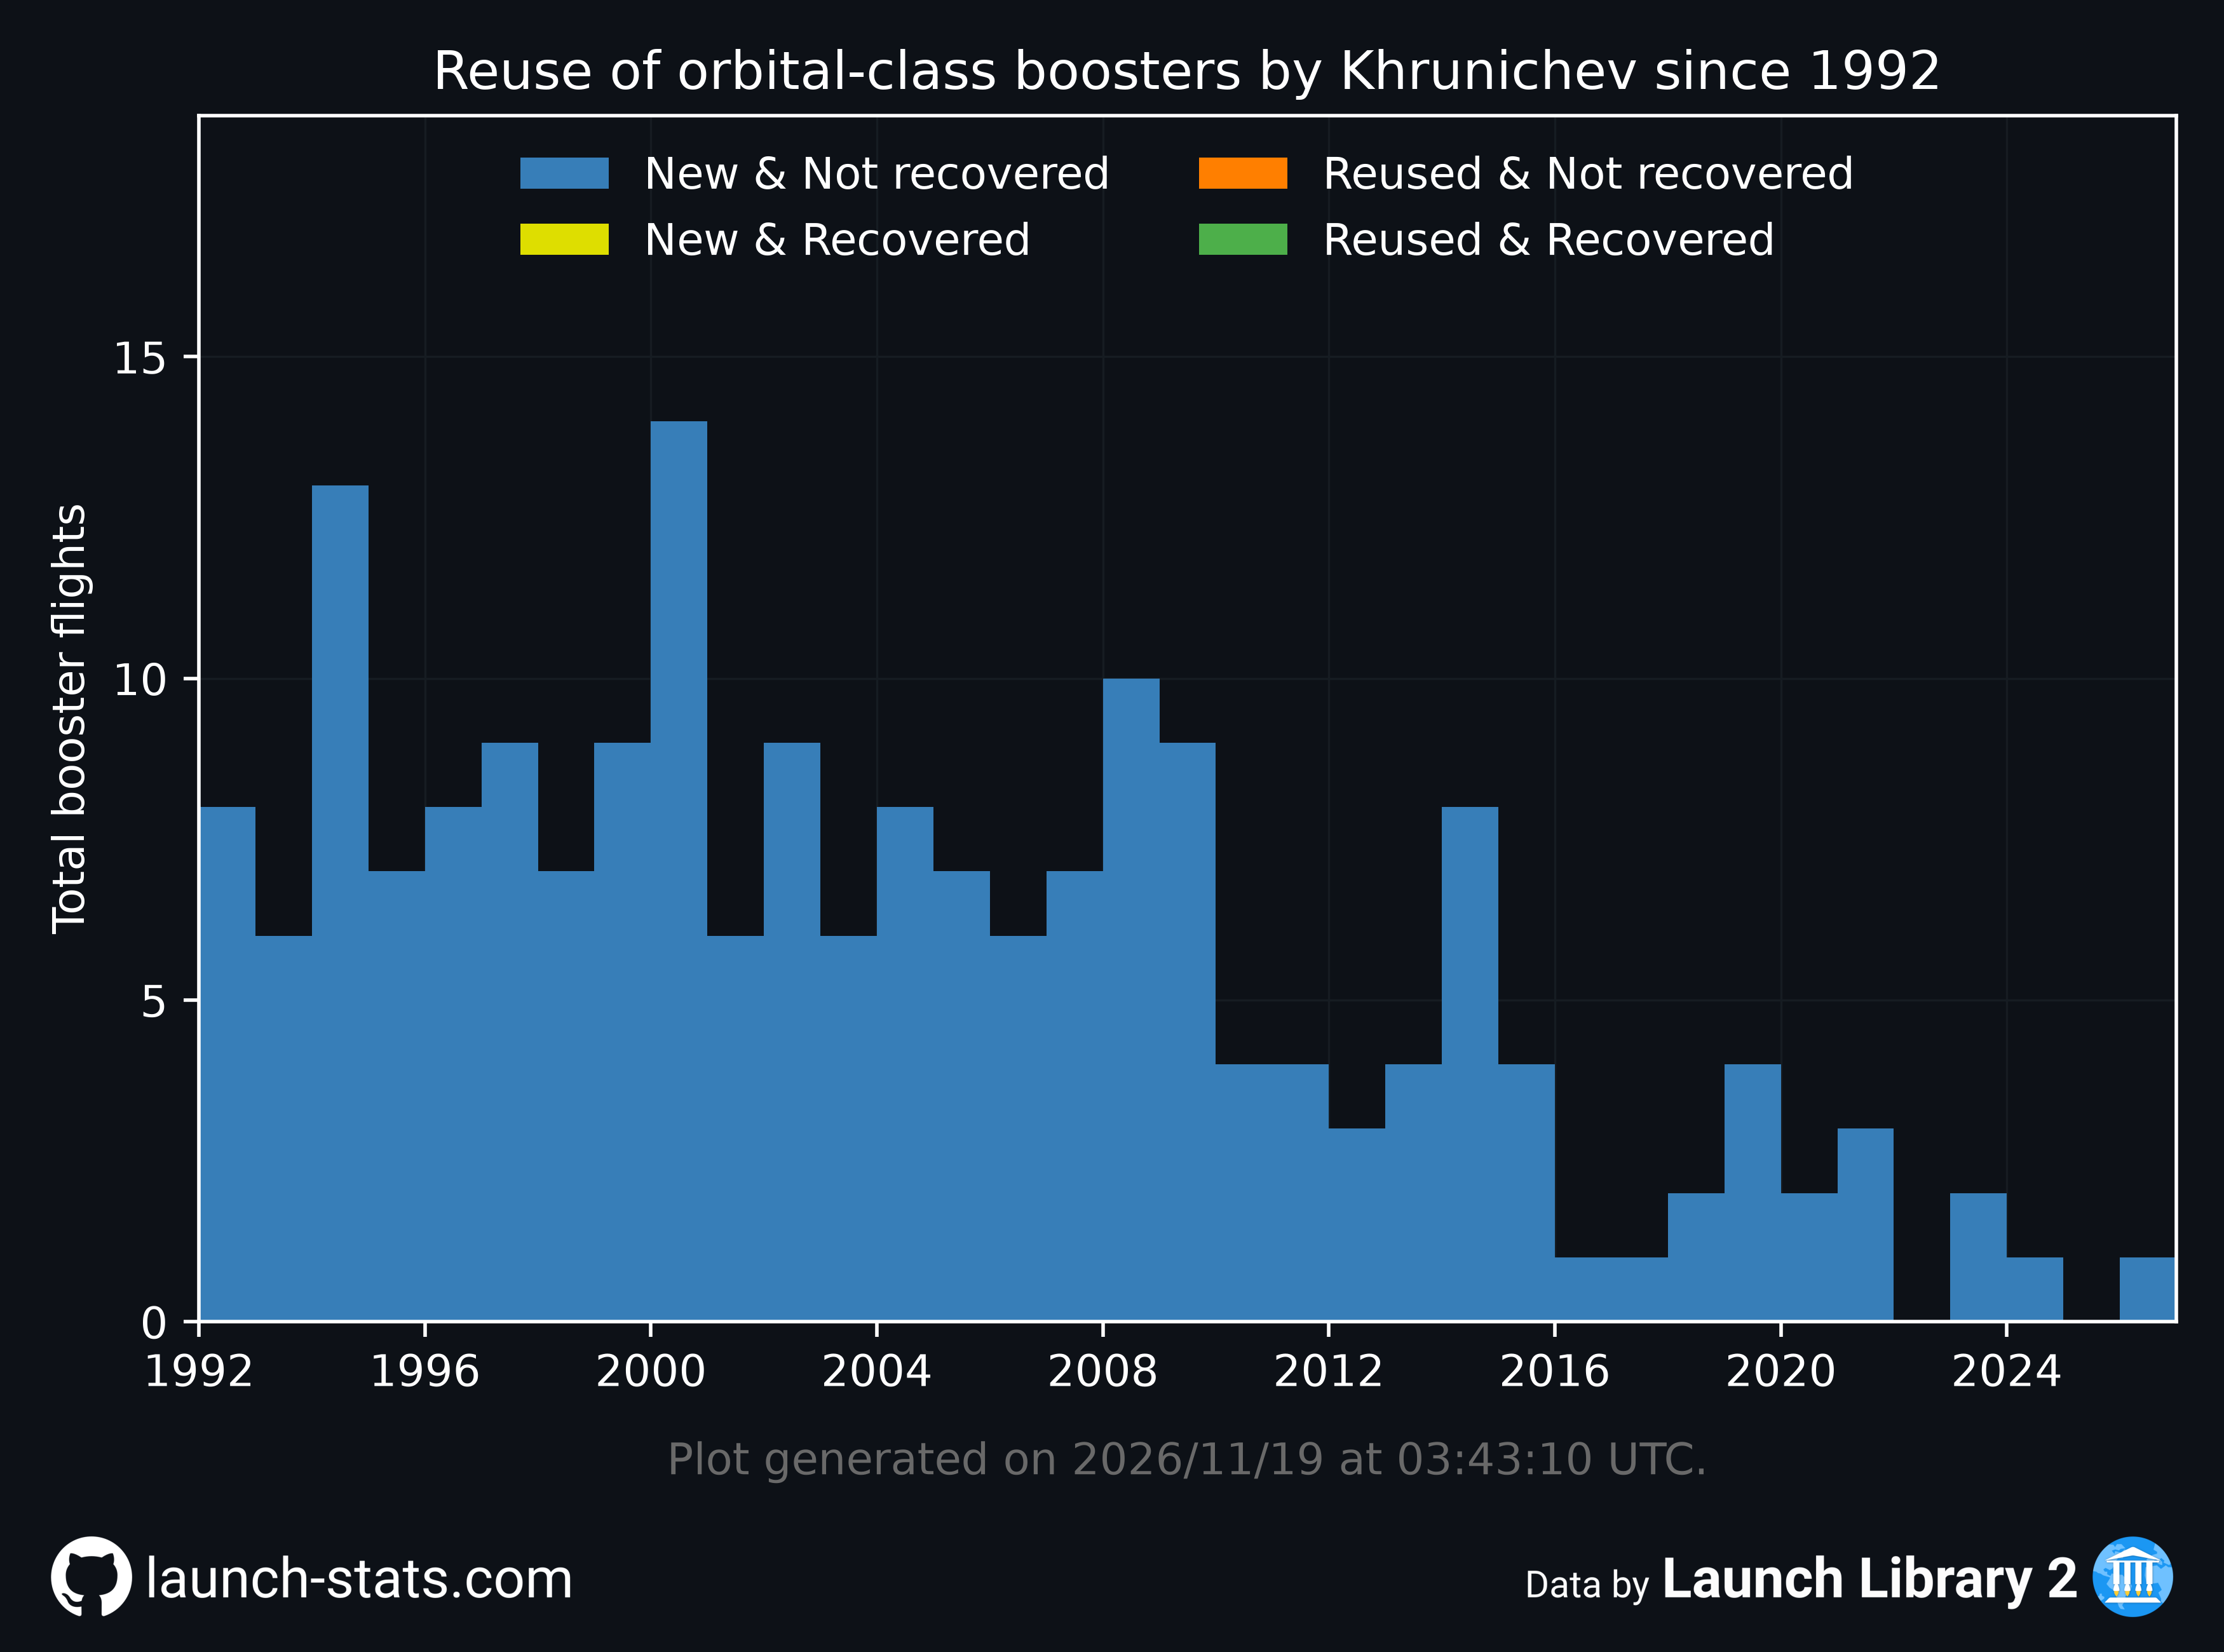 Reuse of orbital-class boosters by Khrunichev since 1992
New & Not recovered
Reused & Not recovered
New & Recovered
Reused & Recovered
Total booster flights
15
10
5
0
1992 1996 2000 2004 2008 2012 2016 2020 2024
Plot generated on 2026/11/19 at 03:43:10 UTC.
launch-stats.com
Data by Launch Library 2